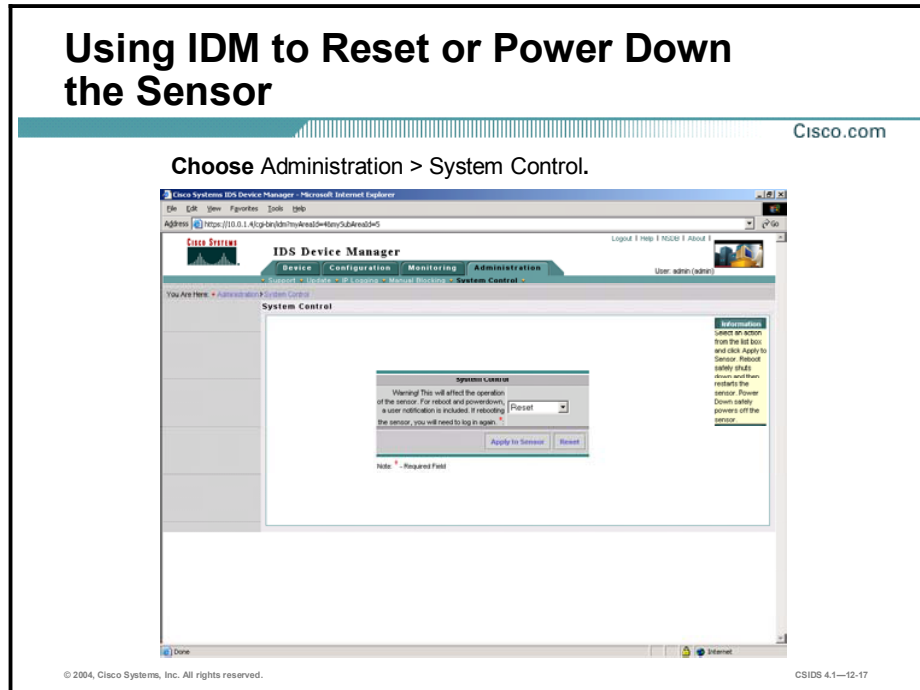 Using IDM to Reset or Power Down
the Sensor
Cisco.com
Choose Administration > System Control.
Cisco Systems IDS Device Manager - Microsoft Internet Explorer
File Edit View Favorites Tools Help
Address https://10.0.1.4/cgi-bin/idm?myAreaId=4&mySubAreaId=5 Go
CISCO SYSTEMS
IDS Device Manager
Logout | Help | NSDB | About |
Device Configuration Monitoring Administration
User: admin (admin)
Support Update IP Logging Manual Blocking System Control
You Are Here: Administration System Control
System Control
Information
Select an action
from the list box
and click Apply to
Sensor. Reboot
safely shuts
down and then
restarts the
sensor. Power
Down safely
powers off the
sensor.
System Control
Warning! This will affect the operation
of the sensor. For reboot and powerdown,
a user notification is included. If rebooting
the sensor, you will need to log in again. *
Reset
Apply to Sensor Reset
Note: * - Required Field
Done Internet
© 2004, Cisco Systems, Inc. All rights reserved.
CSIDS 4.1—12-17